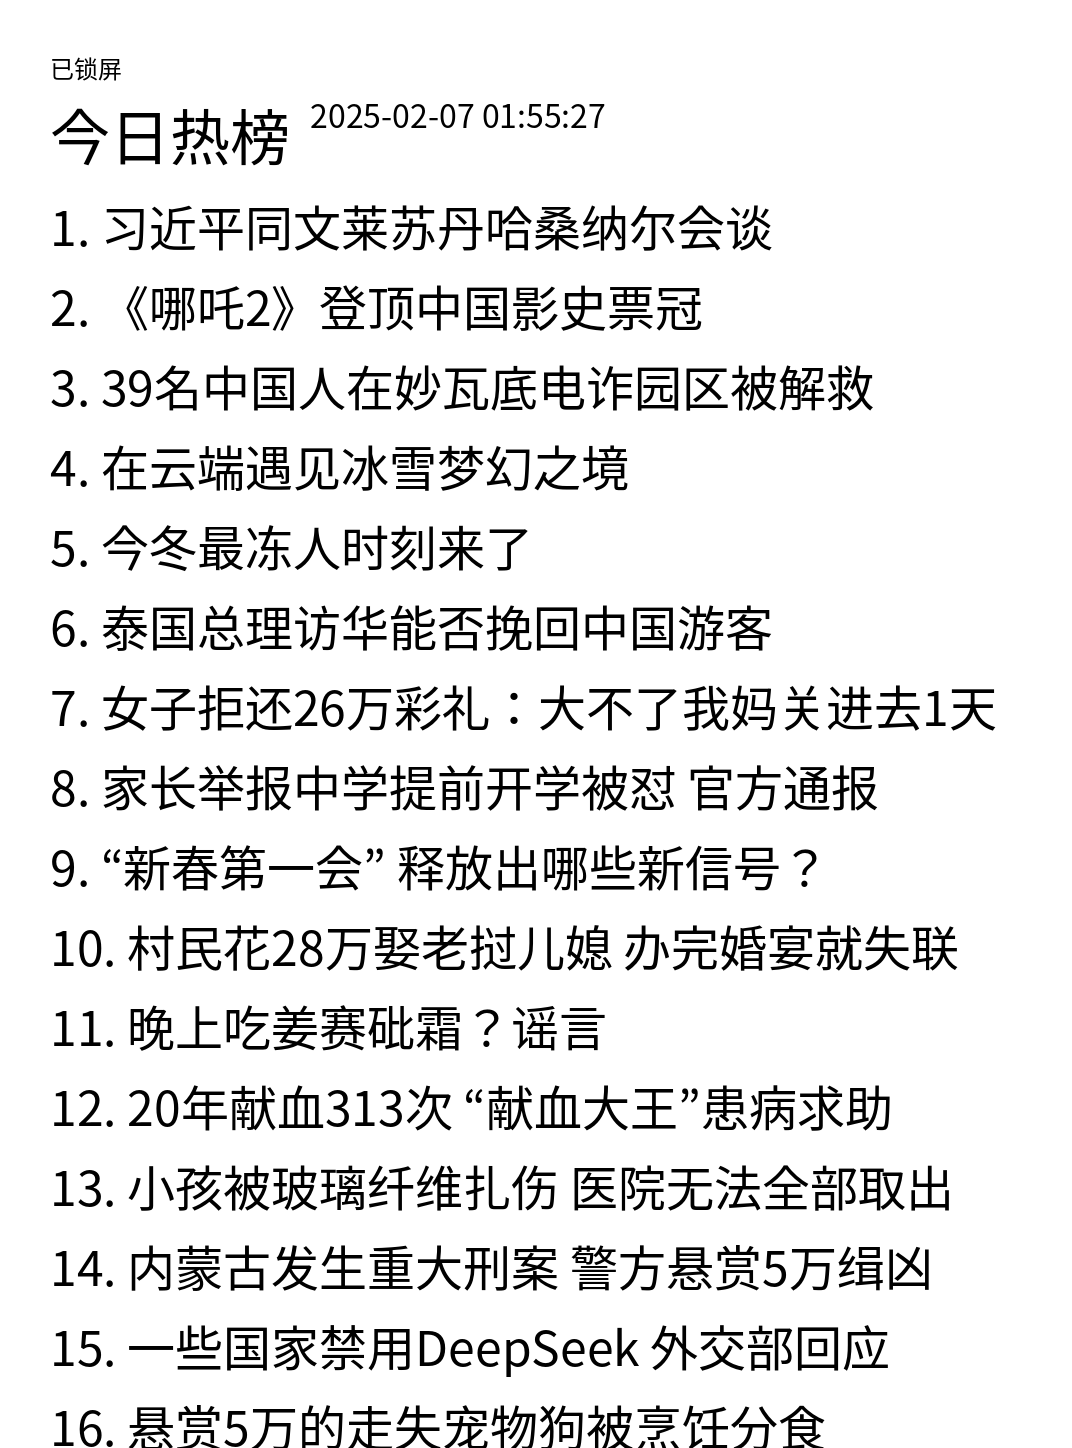 已锁屏
今日热榜 2025-02-07 01:55:27
1. 习近平同文莱苏丹哈桑纳尔会谈
2. 《哪吒2》登顶中国影史票冠
3. 39名中国人在妙瓦底电诈园区被解救
4. 在云端遇见冰雪梦幻之境
5. 今冬最冻人时刻来了
6. 泰国总理访华能否挽回中国游客
7. 女子拒还26万彩礼：大不了我妈关进去1天
8. 家长举报中学提前开学被怼 官方通报
9. “新春第一会” 释放出哪些新信号？
10. 村民花28万娶老挝儿媳 办完婚宴就失联
11. 晚上吃姜赛砒霜？谣言
12. 20年献血313次 “献血大王”患病求助
13. 小孩被玻璃纤维扎伤 医院无法全部取出
14. 内蒙古发生重大刑案 警方悬赏5万缉凶
15. 一些国家禁用DeepSeek 外交部回应
16. 悬赏5万的走失宠物狗被烹饪分食